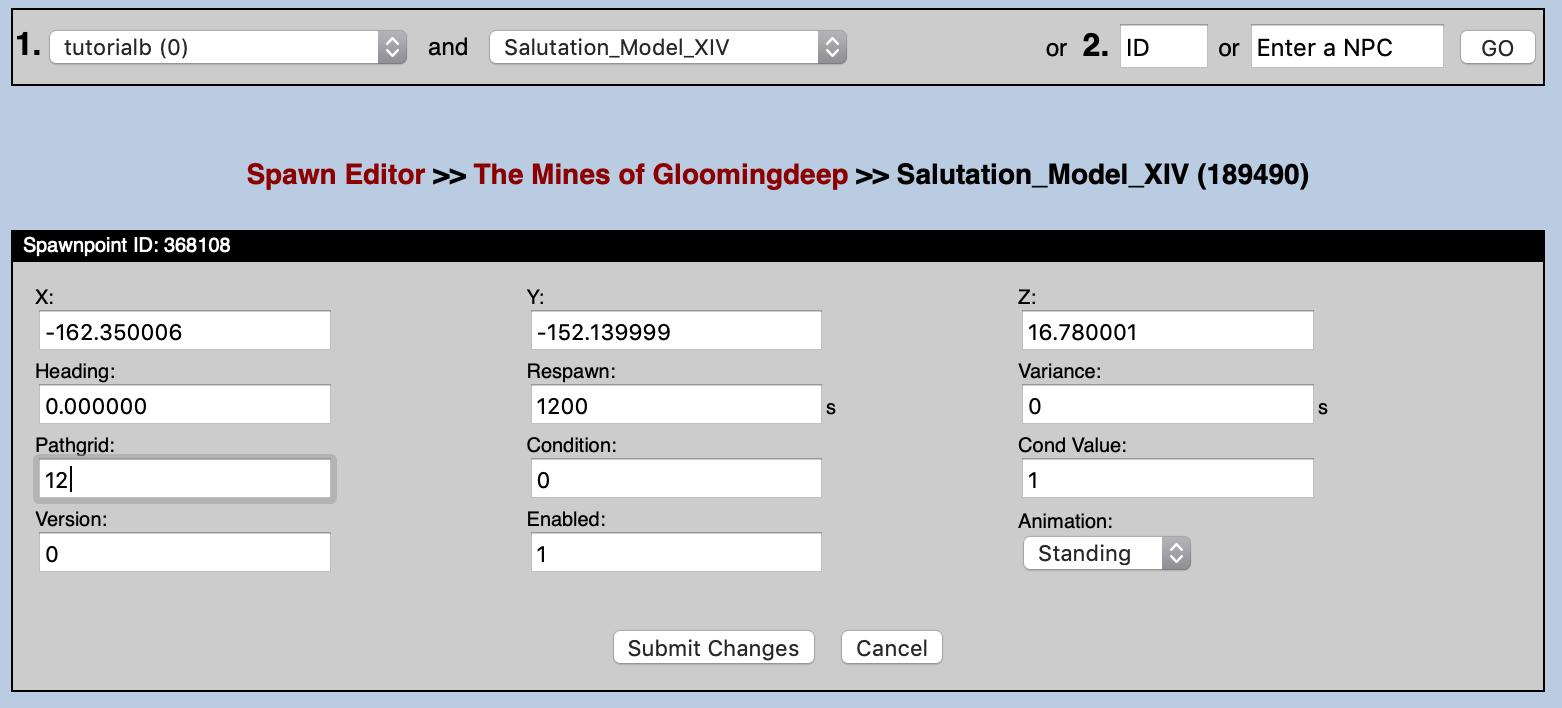 1. tutorialb (0) and Salutation_Model_XIV or 2. ID or Enter a NPC GO
Spawn Editor >> The Mines of Gloomingdeep >> Salutation_Model_XIV (189490)
Spawnpoint ID: 368108
X: Y: Z:
-162.350006 -152.139999 16.780001
Heading: Respawn: Variance:
0.000000 1200 s 0 s
Pathgrid: Condition: Cond Value:
12 0 1
Version: Enabled: Animation:
0 1 Standing
Submit Changes Cancel